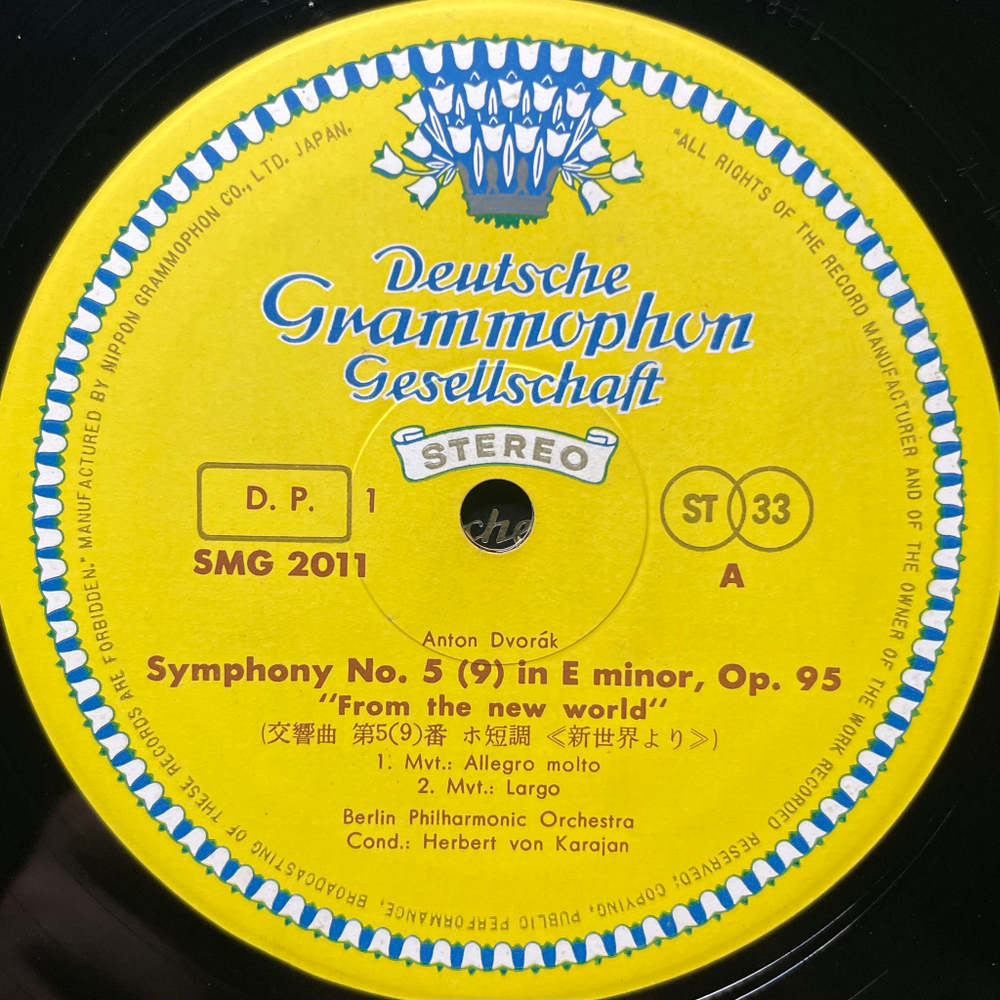 Deutsche
Grammophon
Gesellschaft
STEREO
D. P. 1
SMG 2011
ST 33
A
Anton Dvorák
Symphony No. 5 (9) in E minor, Op. 95
"From the new world"
(交響曲 第5(9)番 ホ短調 ≪新世界より≫)
1. Mvt.: Allegro molto
2. Mvt.: Largo
Berlin Philharmonic Orchestra
Cond.: Herbert von Karajan
"ALL RIGHTS OF THE RECORD MANUFACTURER AND OF THE OWNER OF THE WORK RECORDED RESERVED; COPYING, PUBLIC PERFORMANCE, BROADCASTING OF THESE RECORDS ARE FORBIDDEN." MANUFACTURED BY NIPPON GRAMMOPHON CO., LTD. JAPAN.
che